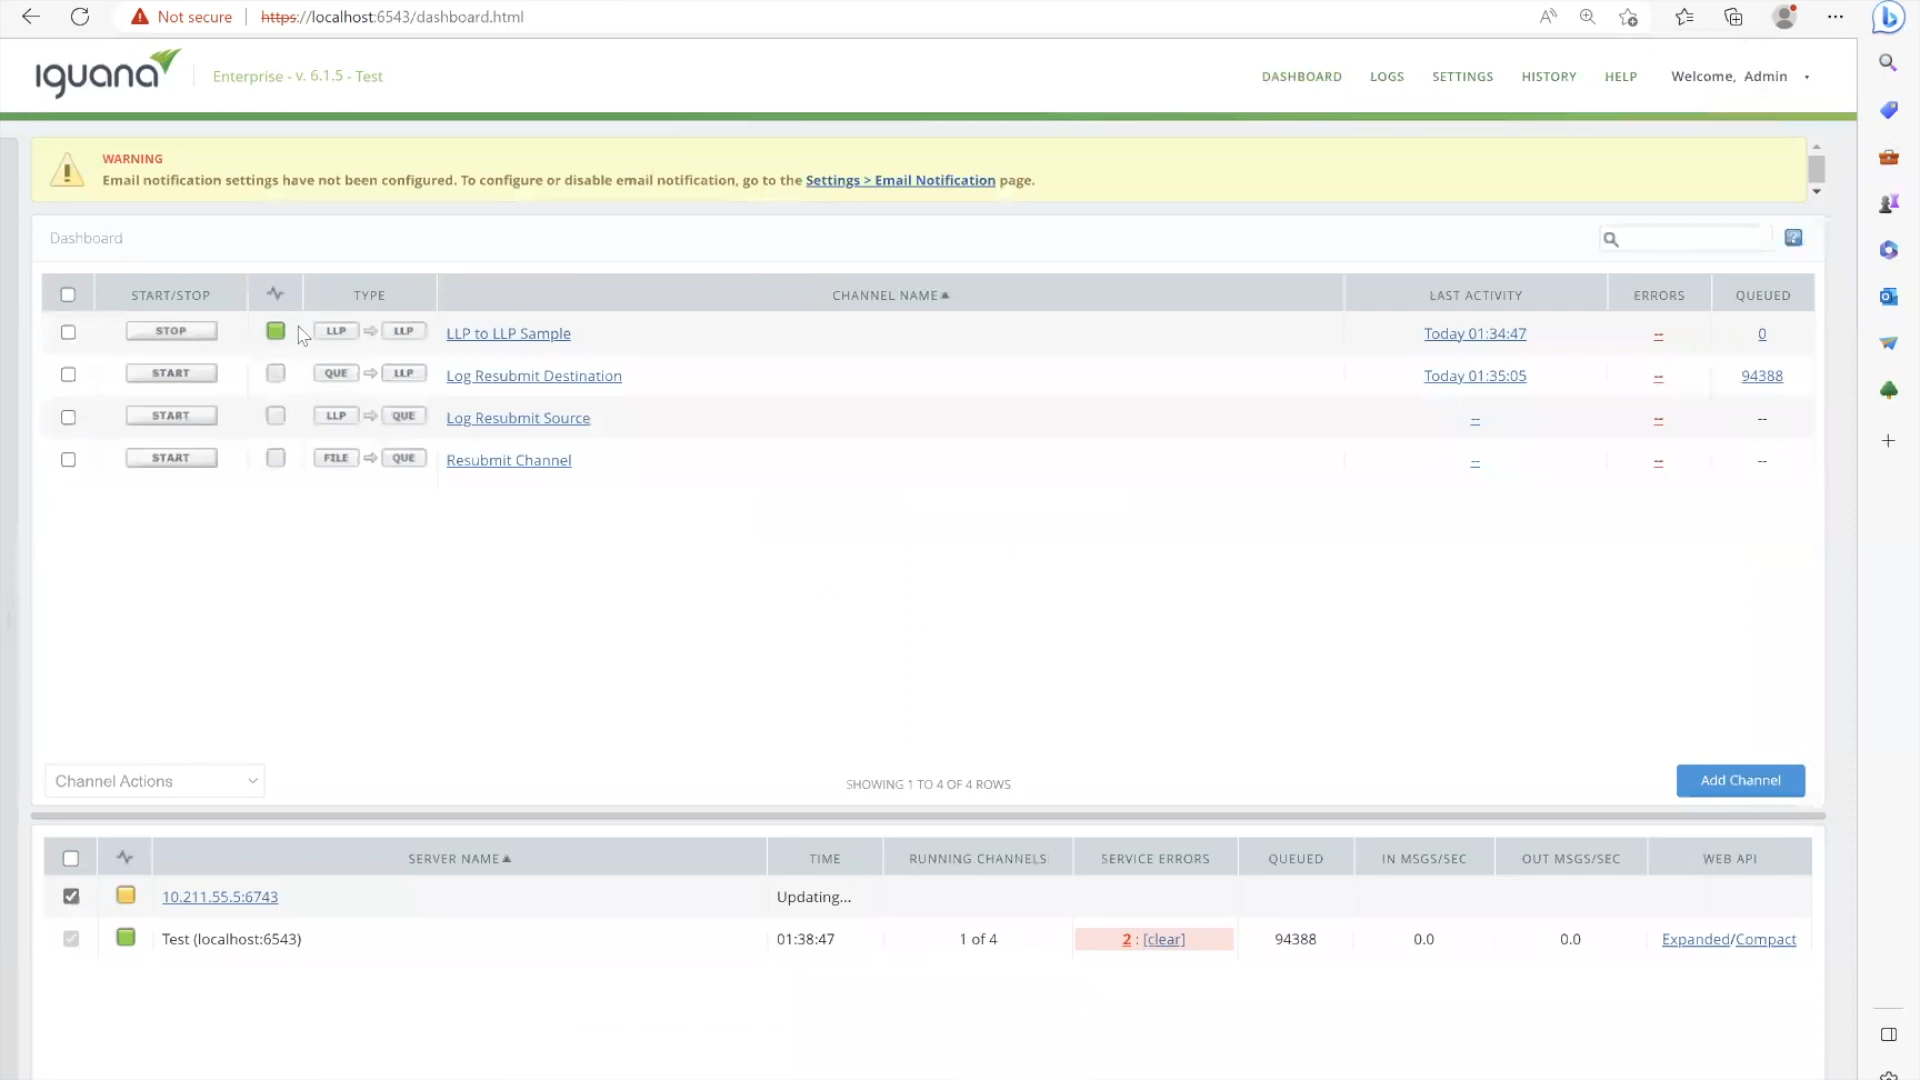 Not secure https://localhost:6543/dashboard.html
iguana Enterprise - v. 6.1.5 - Test DASHBOARD LOGS SETTINGS HISTORY HELP Welcome, Admin
WARNING
Email notification settings have not been configured. To configure or disable email notification, go to the Settings > Email Notification page.
Dashboard
START/STOP TYPE CHANNEL NAME LAST ACTIVITY ERRORS QUEUED
STOP LLP LLP LLP to LLP Sample Today 01:34:47 -- 0
START QUE LLP Log Resubmit Destination Today 01:35:05 -- 94388
START LLP QUE Log Resubmit Source -- -- --
START FILE QUE Resubmit Channel -- -- --
Channel Actions SHOWING 1 TO 4 OF 4 ROWS Add Channel
SERVER NAME TIME RUNNING CHANNELS SERVICE ERRORS QUEUED IN MSGS/SEC OUT MSGS/SEC WEB API
10.211.55.5:6743 Updating...
Test (localhost:6543) 01:38:47 1 of 4 2 : [clear] 94388 0.0 0.0 Expanded/Compact